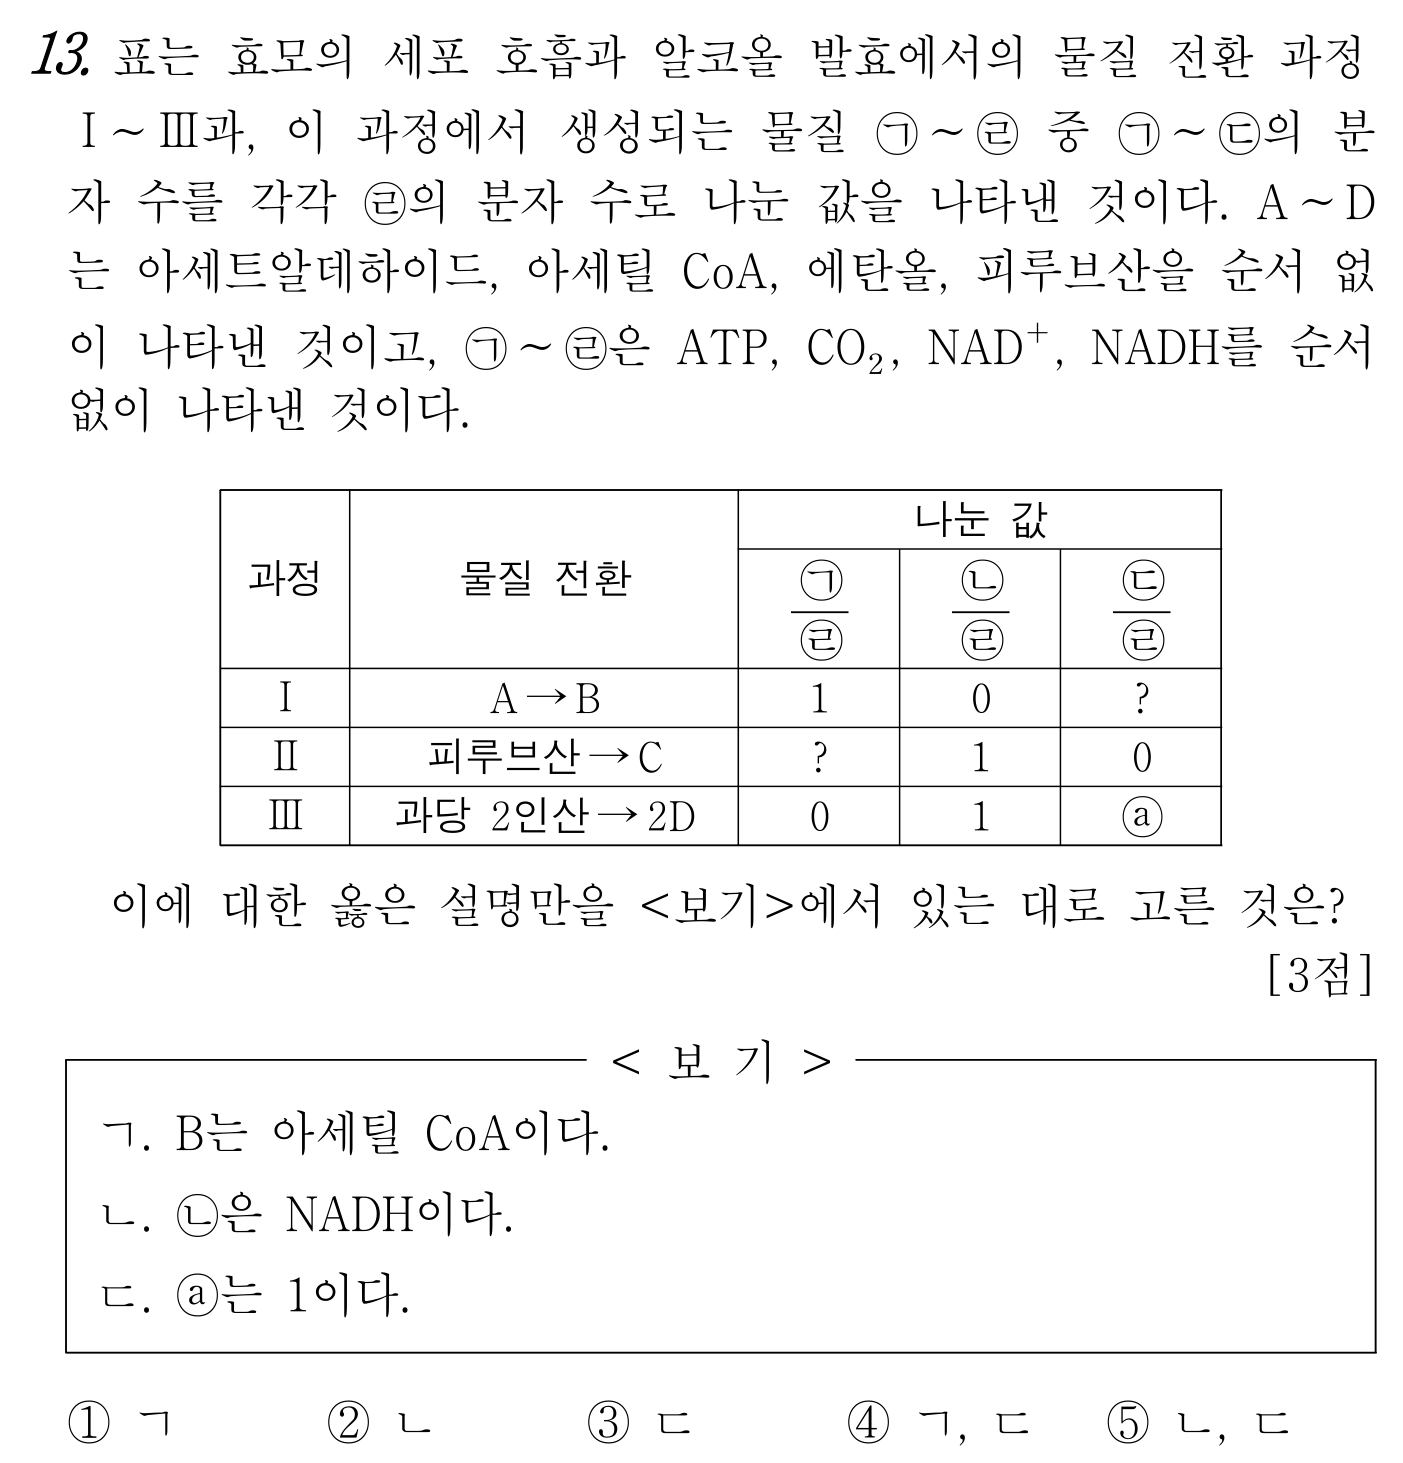 13. 표는 효모의 세포 호흡과 알코올 발효에서의 물질 전환 과정
Ⅰ~Ⅲ과, 이 과정에서 생성되는 물질 ㉠~㉣ 중 ㉠~㉢의 분
자 수를 각각 ㉣의 분자 수로 나눈 값을 나타낸 것이다. A~D
는 아세트알데하이드, 아세틸 CoA, 에탄올, 피루브산을 순서 없
이 나타낸 것이고, ㉠~㉣은 ATP, CO₂, NAD⁺, NADH를 순서
없이 나타낸 것이다.
과정 물질 전환 나눈 값
㉠/㉣ ㉡/㉣ ㉢/㉣
Ⅰ A→B 1 0 ?
Ⅱ 피루브산→C ? 1 0
Ⅲ 과당 2인산→2D 0 1 ⓐ
이에 대한 옳은 설명만을 <보기>에서 있는 대로 고른 것은?
[3점]
< 보 기 >
ㄱ. B는 아세틸 CoA이다.
ㄴ. ㉡은 NADH이다.
ㄷ. ⓐ는 1이다.
① ㄱ ② ㄴ ③ ㄷ ④ ㄱ, ㄷ ⑤ ㄴ, ㄷ